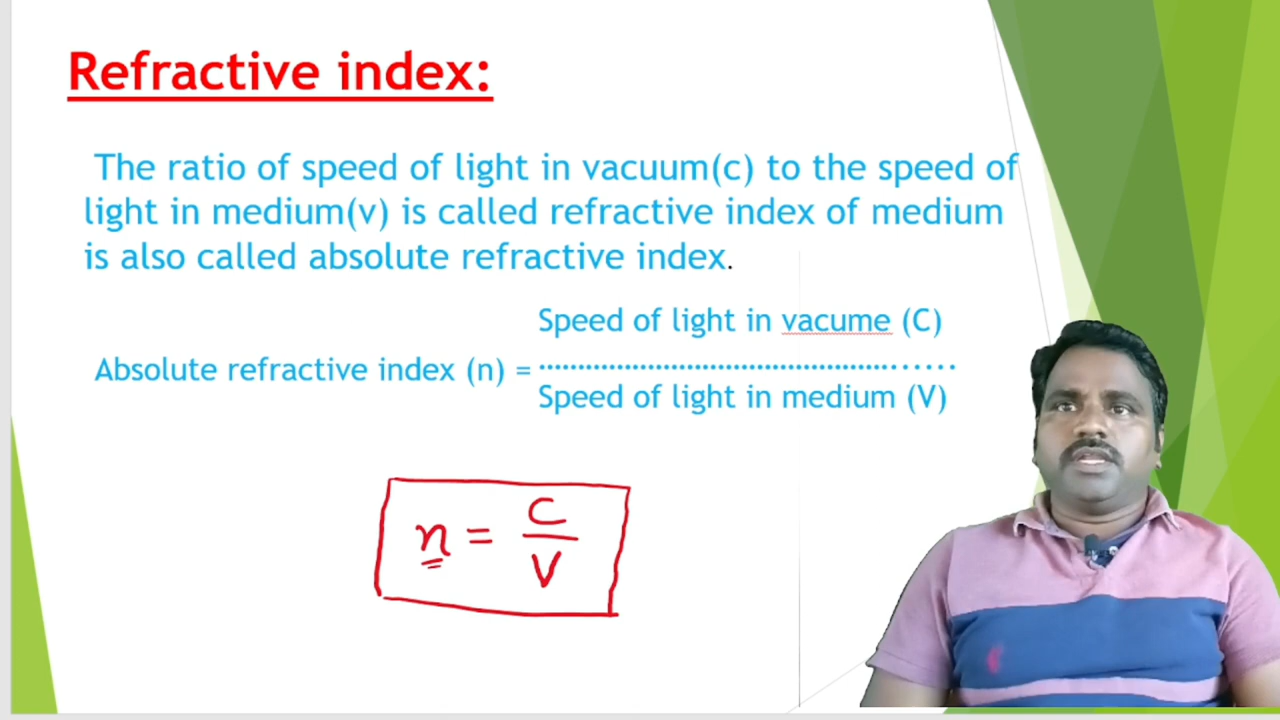 Refractive index:
The ratio of speed of light in vacuum(c) to the speed of
light in medium(v) is called refractive index of medium
is also called absolute refractive index.
Speed of light in vacume (C)
Absolute refractive index (n) = ................................................
Speed of light in medium (V)
n = C
V